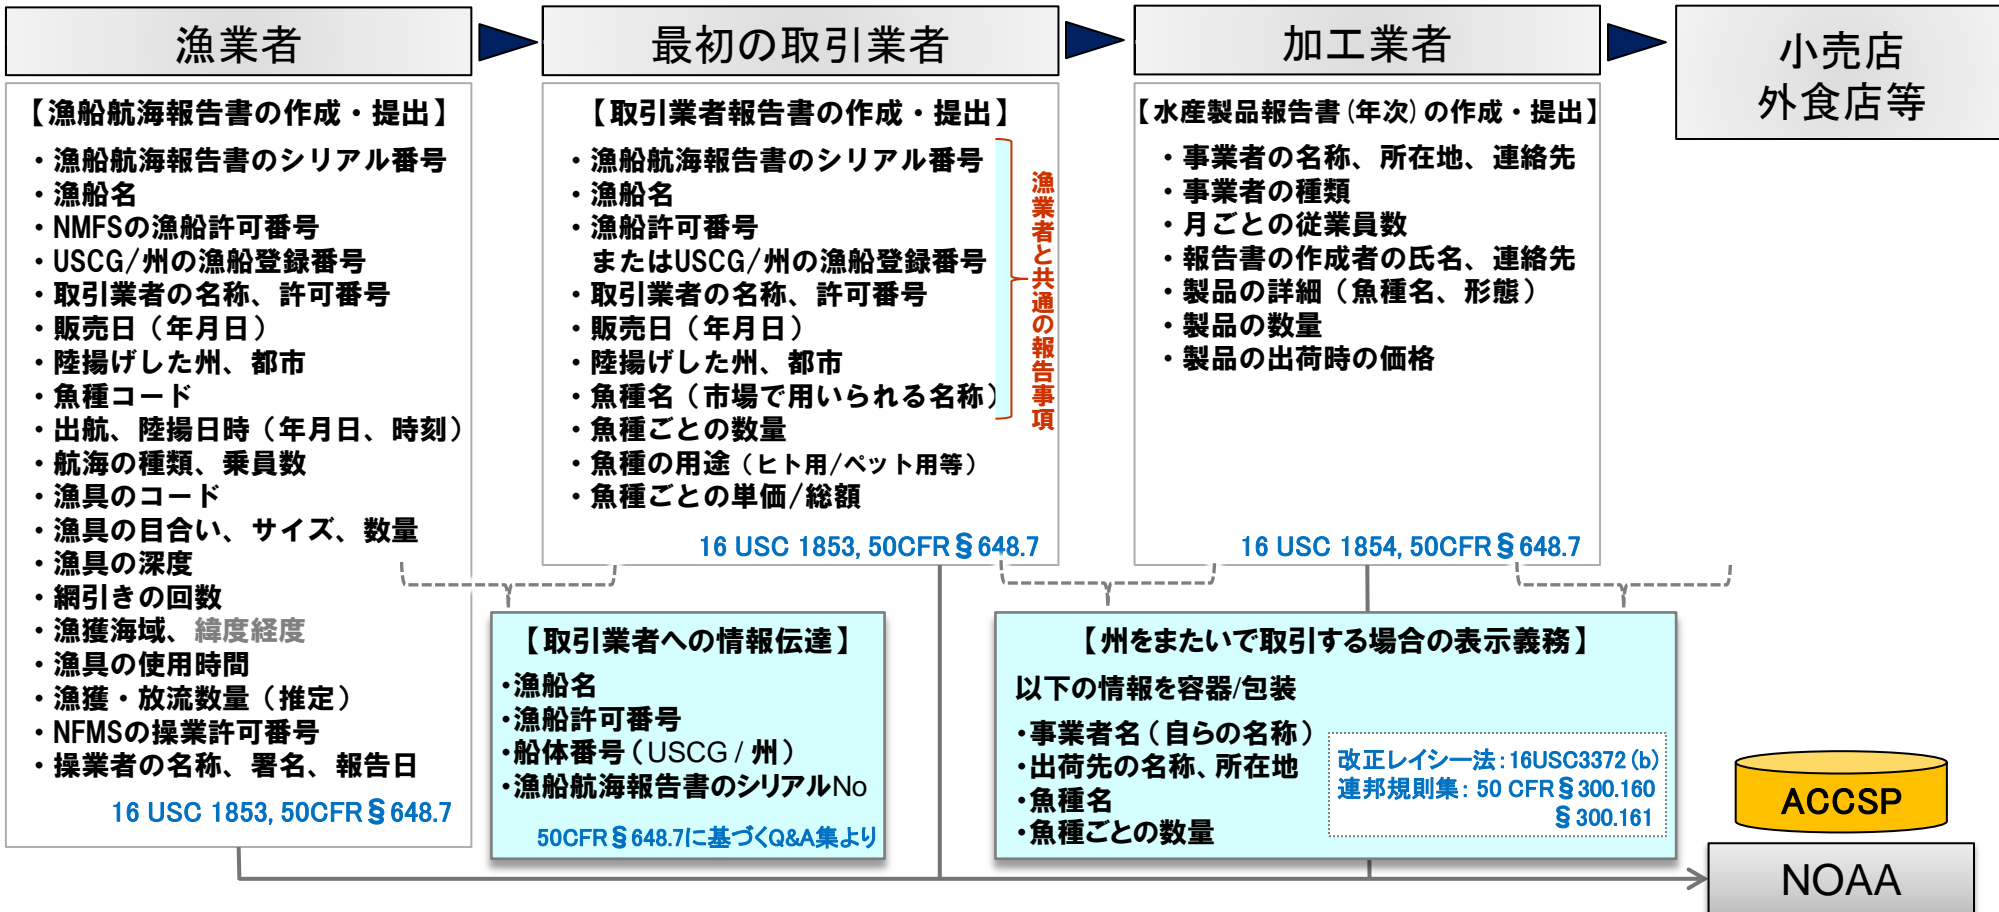 漁業者
最初の取引業者
加工業者
小売店
外食店等
【漁船航海報告書の作成・提出】
・漁船航海報告書のシリアル番号
・漁船名
・NMFSの漁船許可番号
・USCG/州の漁船登録番号
・取引業者の名称、許可番号
・販売日（年月日）
・陸揚げした州、都市
・魚種コード
・出航、陸揚日時（年月日、時刻）
・航海の種類、乗員数
・漁具のコード
・漁具の目合い、サイズ、数量
・漁具の深度
・網引きの回数
・漁獲海域、緯度経度
・漁具の使用時間
・漁獲・放流数量（推定）
・NFMSの操業許可番号
・操業者の名称、署名、報告日
16 USC 1853, 50CFR§648.7
【取引業者報告書の作成・提出】
・漁船航海報告書のシリアル番号
・漁船名
・漁船許可番号
またはUSCG/州の漁船登録番号
・取引業者の名称、許可番号
・販売日（年月日）
・陸揚げした州、都市
・魚種名（市場で用いられる名称）
・魚種ごとの数量
・魚種の用途（ヒト用/ペット用等）
・魚種ごとの単価/総額
漁業者と共通の報告事項
16 USC 1853, 50CFR§648.7
【水産製品報告書(年次)の作成・提出】
・事業者の名称、所在地、連絡先
・事業者の種類
・月ごとの従業員数
・報告書の作成者の氏名、連絡先
・製品の詳細（魚種名、形態）
・製品の数量
・製品の出荷時の価格
16 USC 1854, 50CFR§648.7
【取引業者への情報伝達】
・漁船名
・漁船許可番号
・船体番号（USCG / 州）
・漁船航海報告書のシリアルNo
50CFR§648.7に基づくQ&A集より
【州をまたいで取引する場合の表示義務】
以下の情報を容器/包装
・事業者名（自らの名称）
・出荷先の名称、所在地
・魚種名
・魚種ごとの数量
改正レイシー法：16USC3372(b)
連邦規則集：50 CFR§300.160
§300.161
ACCSP
NOAA